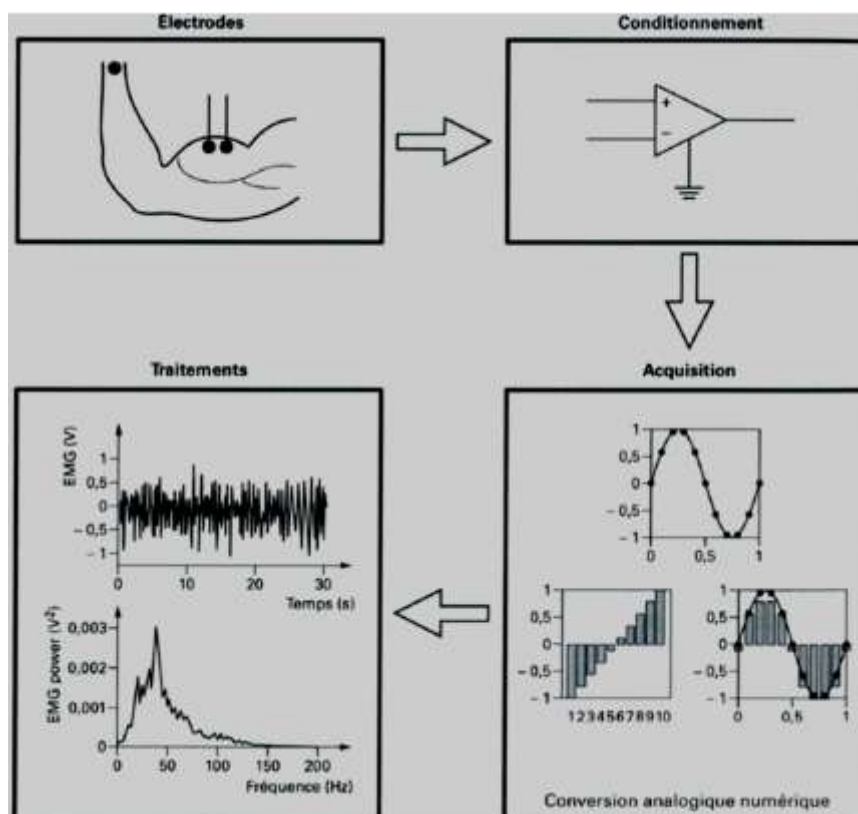 Électrodes
Conditionnement
+
−
Traitements
Acquisition
EMG (V)
1
0,5
0
− 0,5
− 1
0 10 20 30
Temps (s)
EMG power (V²)
0,003
0,002
0,001
0
0 50 100 150 200
Fréquence (Hz)
1
0,5
0
− 0,5
− 1
0 0,5 1
1
0,5
0
− 0,5
− 1
12345678910
1
0,5
0
− 0,5
− 1
0 0,5 1
Conversion analogique numérique